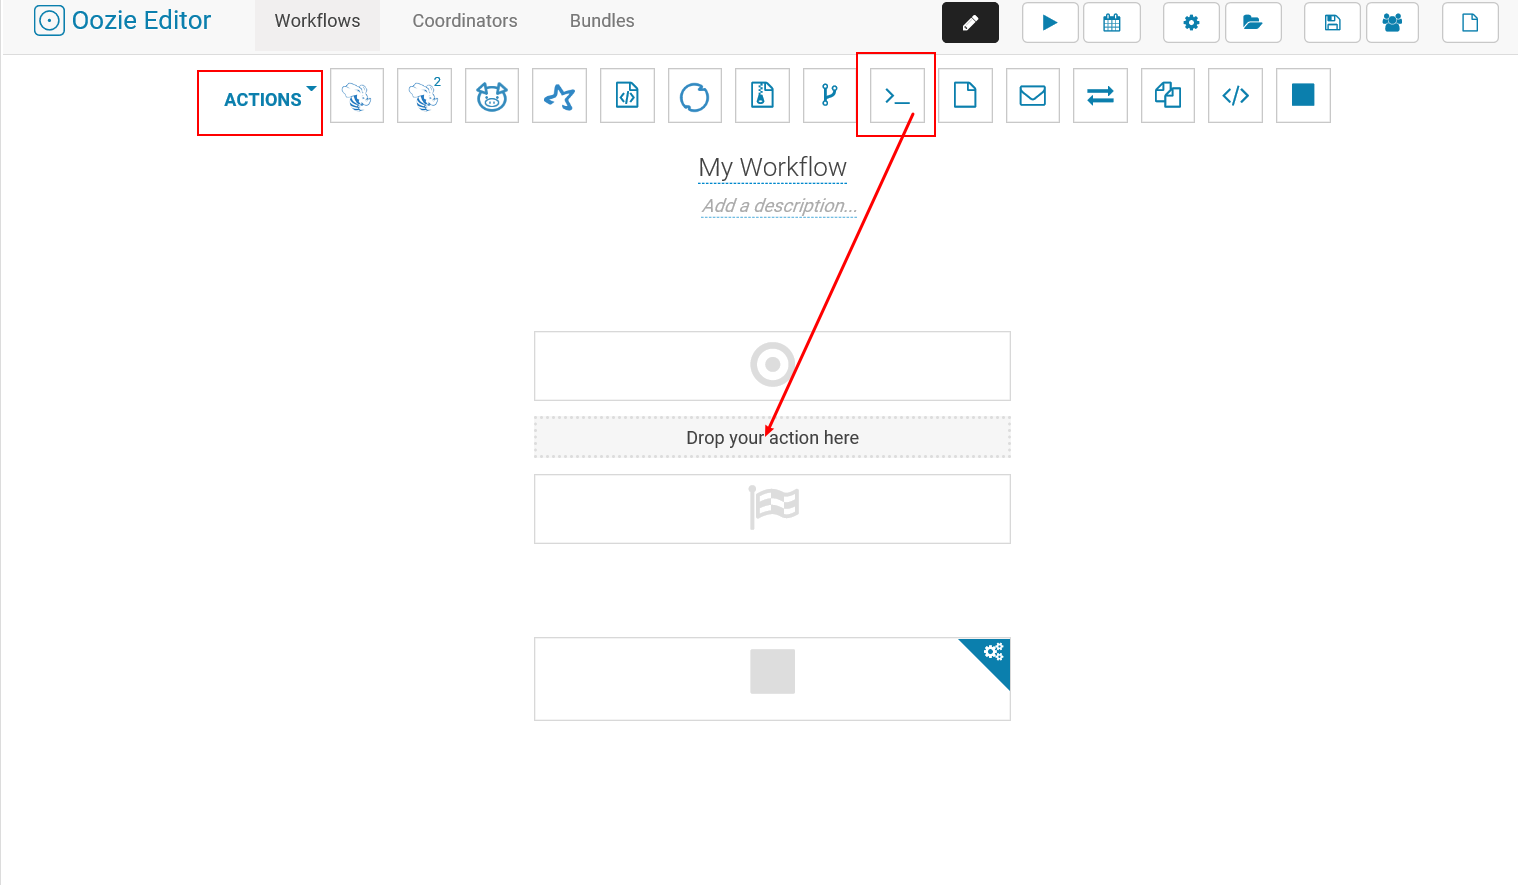 Oozie Editor Workflows Coordinators Bundles
ACTIONS 2
My Workflow
Add a description...
Drop your action here